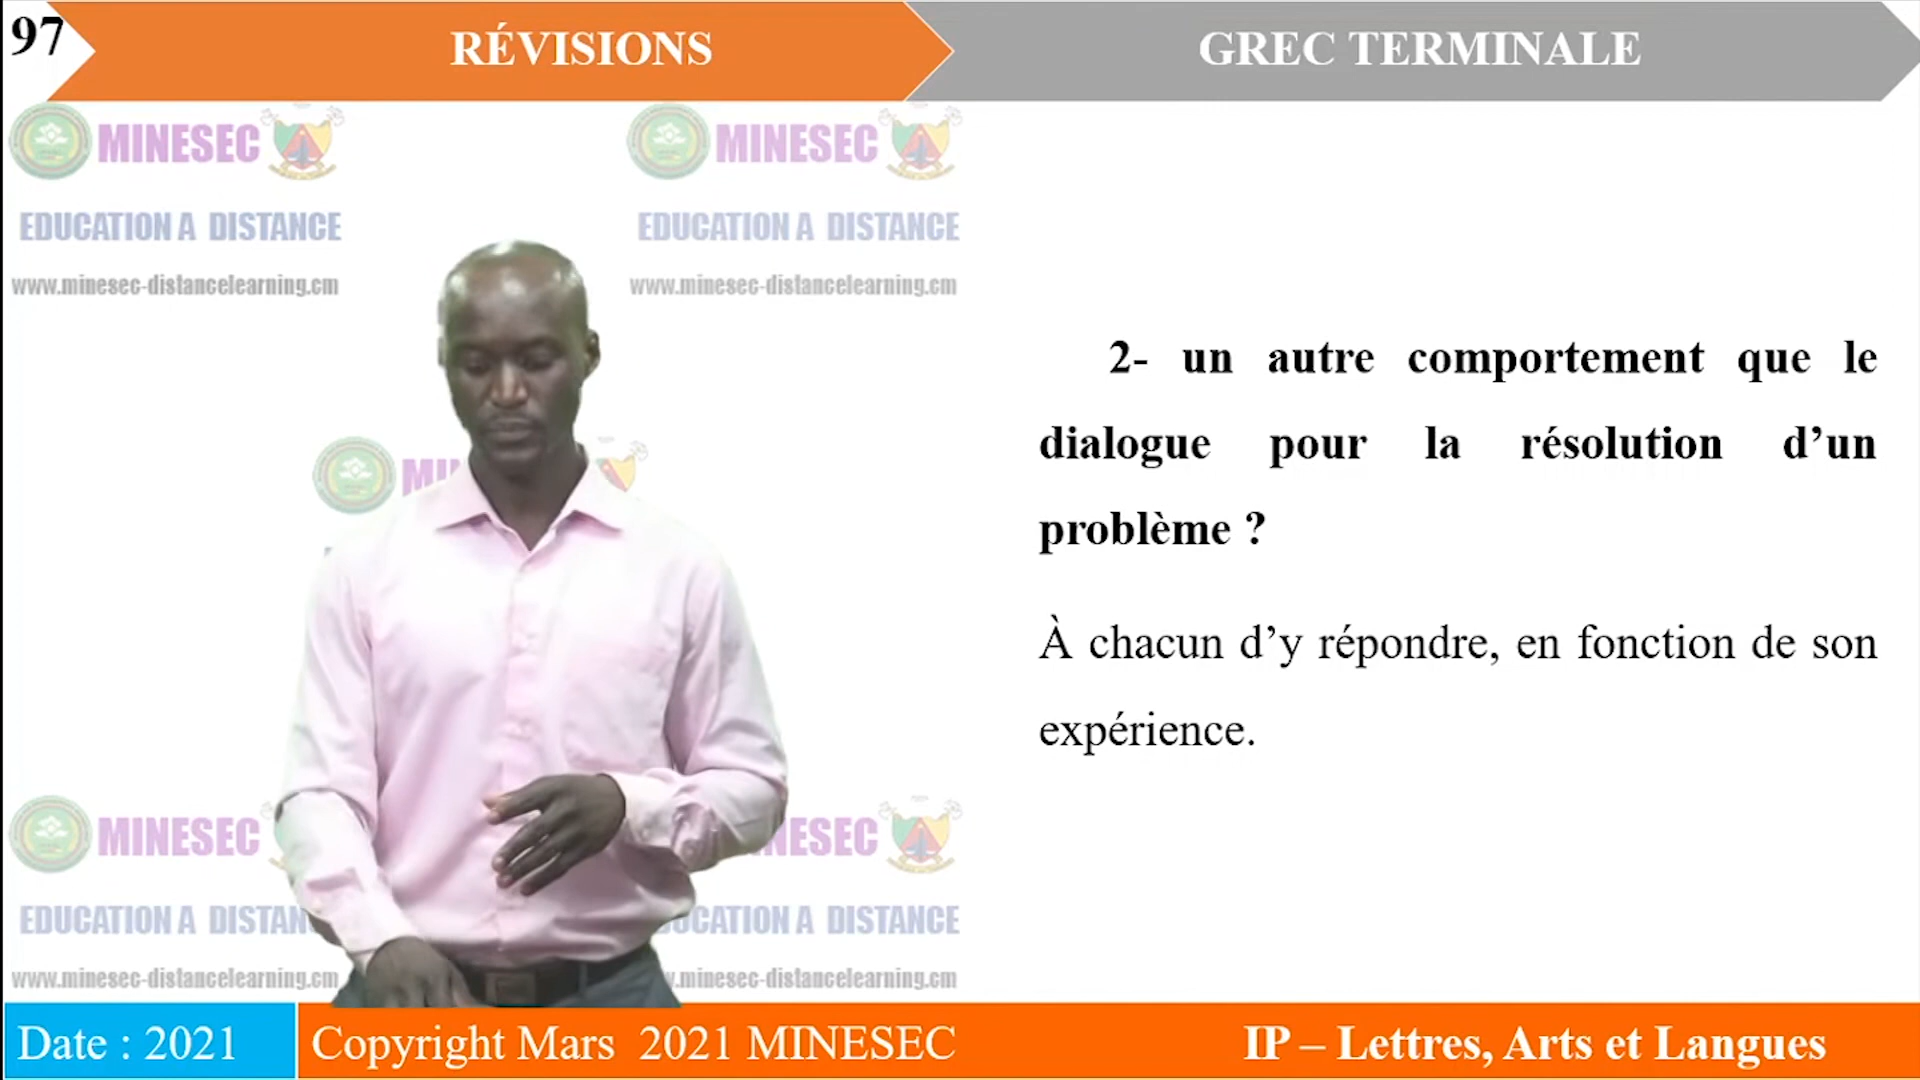 97
RÉVISIONS
GREC TERMINALE
MINESEC
MINESEC
EDUCATION A DISTANCE
EDUCATION A DISTANCE
www.minesec-distancelearning.cm
www.minesec-distancelearning.cm
2- un autre comportement que le
dialogue pour la résolution d’un
problème ?
À chacun d’y répondre, en fonction de son
expérience.
MINESEC
NESEC
EDUCATION A DISTAN
UCATION A DISTANCE
www.minesec-distancelearning.cm
.minesec-distancelearning.cm
Date : 2021
Copyright Mars 2021 MINESEC
IP – Lettres, Arts et Langues